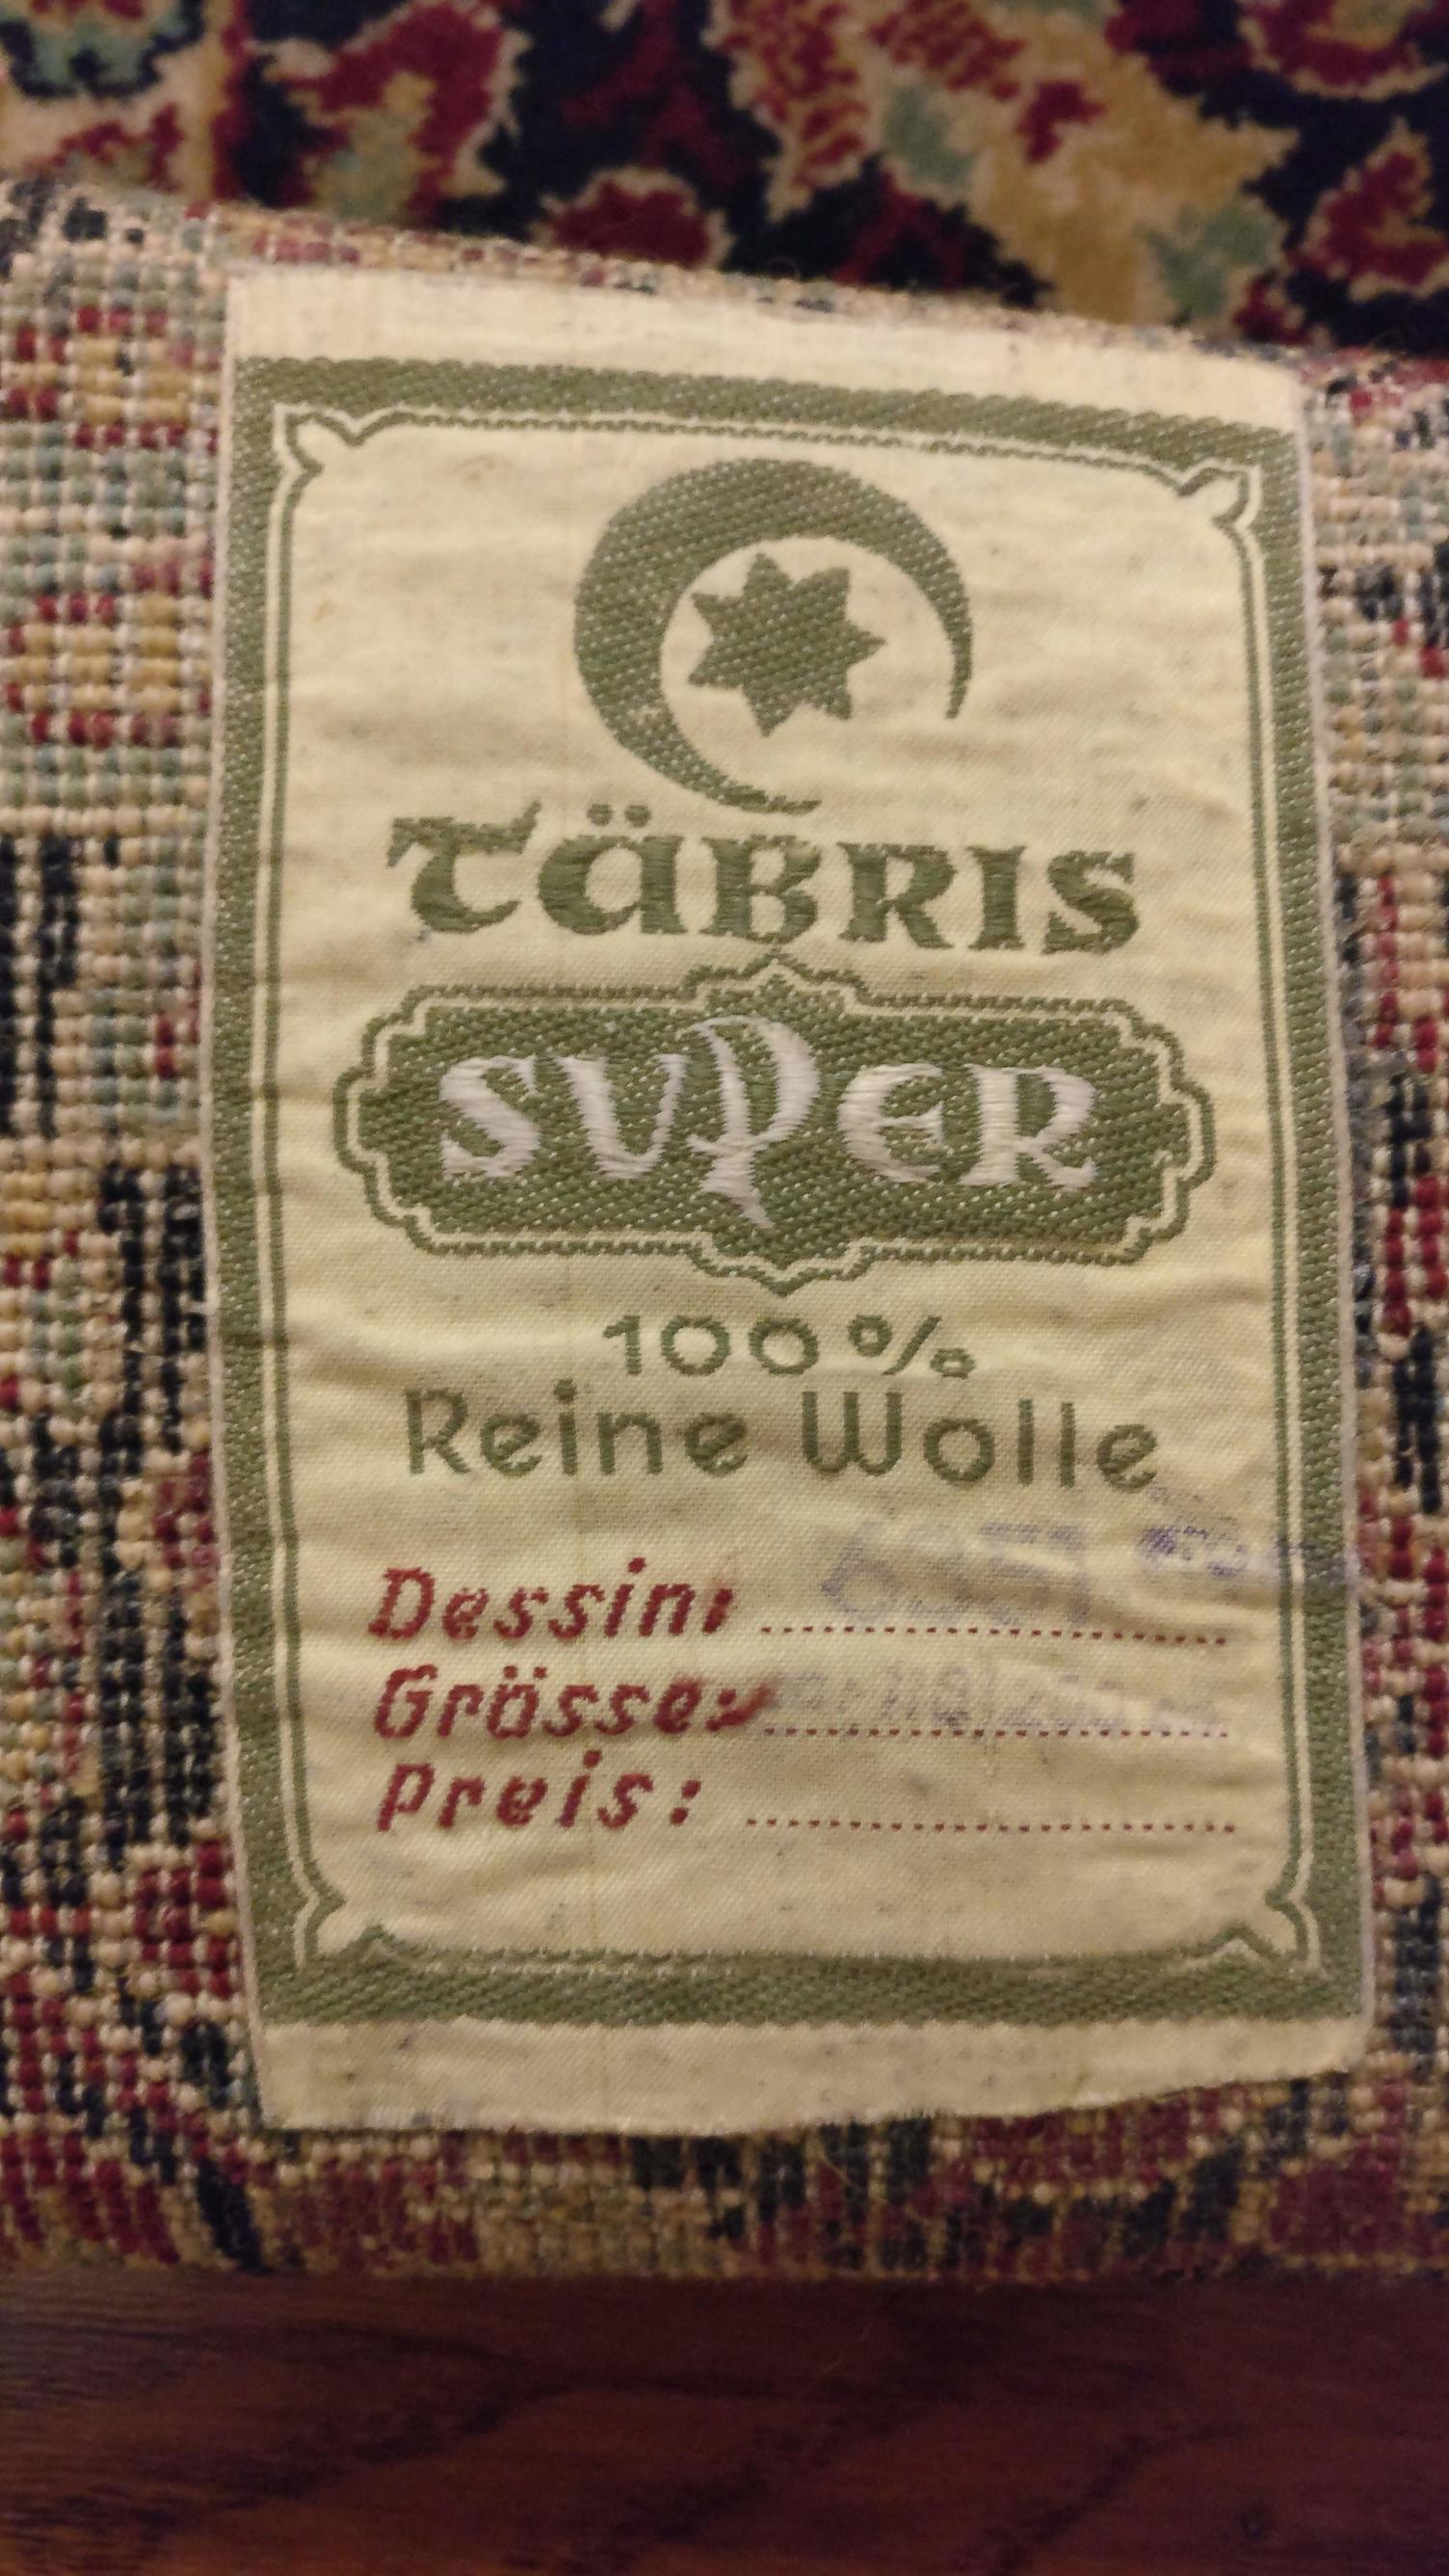 TäBRIS
SUPER
100%
Reine Wolle
Dessin:
Grösse:
Preis: